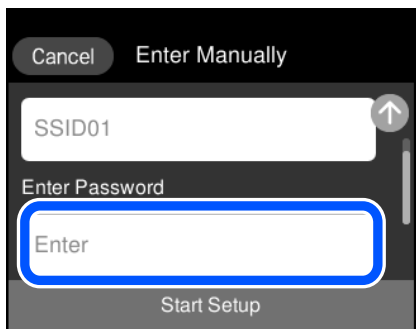 Cancel Enter Manually
SSID01
Enter Password
Enter
Start Setup